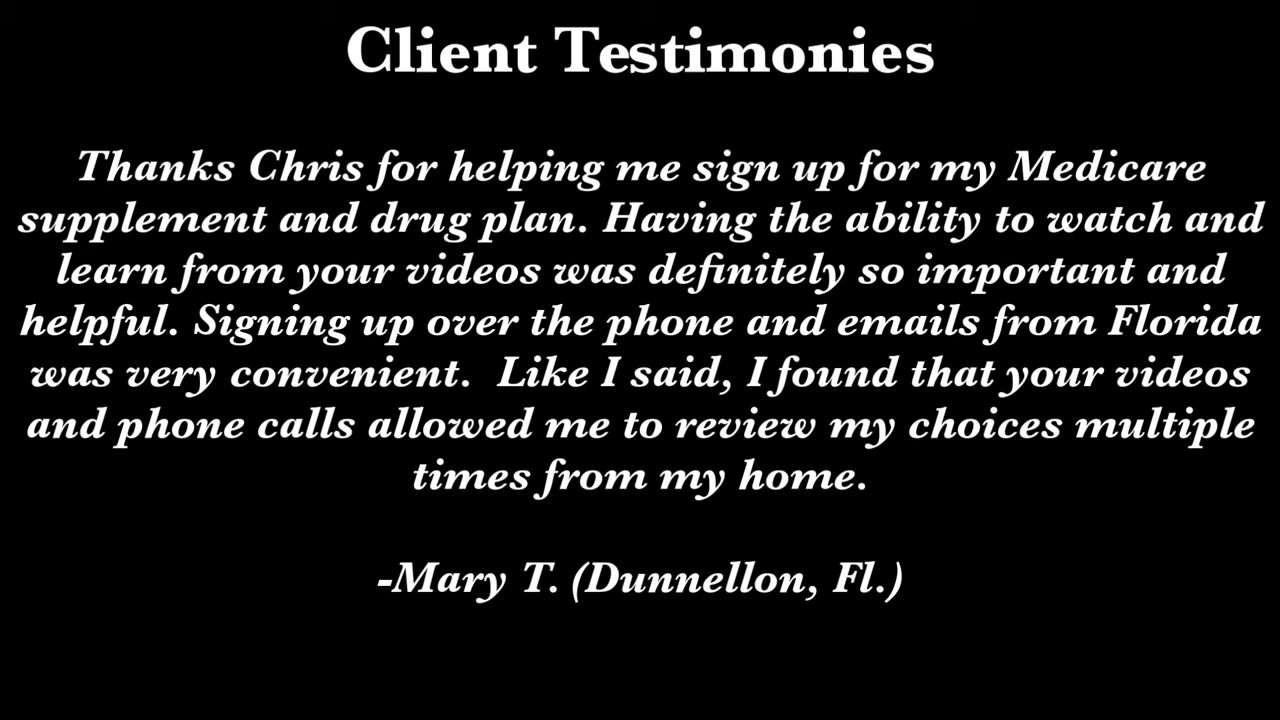 Client Testimonies
Thanks Chris for helping me sign up for my Medicare
supplement and drug plan. Having the ability to watch and
learn from your videos was definitely so important and
helpful. Signing up over the phone and emails from Florida
was very convenient.  Like I said, I found that your videos
and phone calls allowed me to review my choices multiple
times from my home.
-Mary T. (Dunnellon, Fl.)